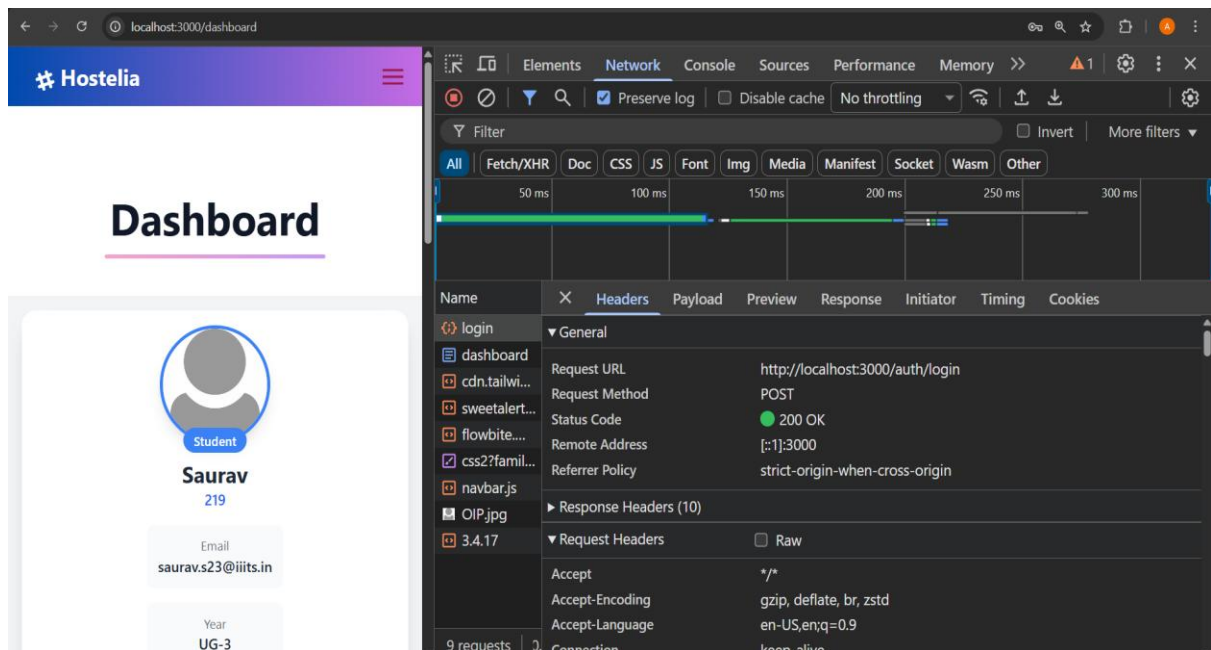 localhost:3000/dashboard
A
Hostelia
Dashboard
Student
Saurav
219
Email
saurav.s23@iiits.in
Year
UG-3
Elements Network Console Sources Performance Memory 1
Preserve log Disable cache No throttling
Filter Invert More filters
All Fetch/XHR Doc CSS JS Font Img Media Manifest Socket Wasm Other
50 ms 100 ms 150 ms 200 ms 250 ms 300 ms
Name
login
dashboard
cdn.tailwi...
sweetalert...
flowbite....
css2?famil...
navbar.js
OIP.jpg
3.4.17
9 requests
Headers Payload Preview Response Initiator Timing Cookies
General
Request URL http://localhost:3000/auth/login
Request Method POST
Status Code 200 OK
Remote Address [::1]:3000
Referrer Policy strict-origin-when-cross-origin
Response Headers (10)
Request Headers Raw
Accept */*
Accept-Encoding gzip, deflate, br, zstd
Accept-Language en-US,en;q=0.9
Connection keep-alive